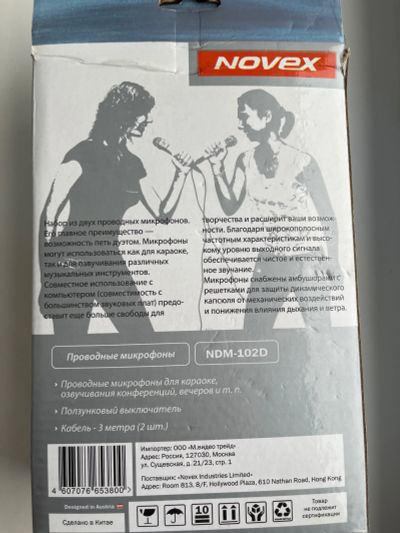 NOVEX
Набор из двух проводных микрофонов.
Его главное преимущество —
возможность петь дуэтом. Микрофоны
могут использоваться как для караоке,
так и для озвучивания различных
музыкальных инструментов.
Совместное использование с
компьютером (совместимость с
большинством звуковых плат) предо-
ставит еще больше свободы для
творчества и расширит ваши возмож-
ности. Благодаря широкополосным
частотным характеристикам и высо-
кому уровню выходного сигнала
обеспечивается чистое и естествен-
ное звучание.
Микрофоны снабжены амбушюрами с
решетками для защиты динамического
капсюля от механических воздействий
и понижения влияния дыхания и ветра.
Проводные микрофоны
NDM-102D
› Проводные микрофоны для караоке,
озвучивания конференций, вечеров и т. п.
› Ползунковый выключатель
› Кабель - 3 метра (2 шт.)
4 607076 653800 >
Импортер: ООО «М.видео трейд»
Адрес: Россия, 127030, Москва
ул. Сущевская, д. 21/23, стр. 1
Поставщик: «Novex Industries Limited»
Адрес: Room 813, 8/F, Hollywood Plaza, 610 Nathan Road, Hong Kong
Designed in Austria
Сделано в Китае
10
Товар
не подлежит
сертификации